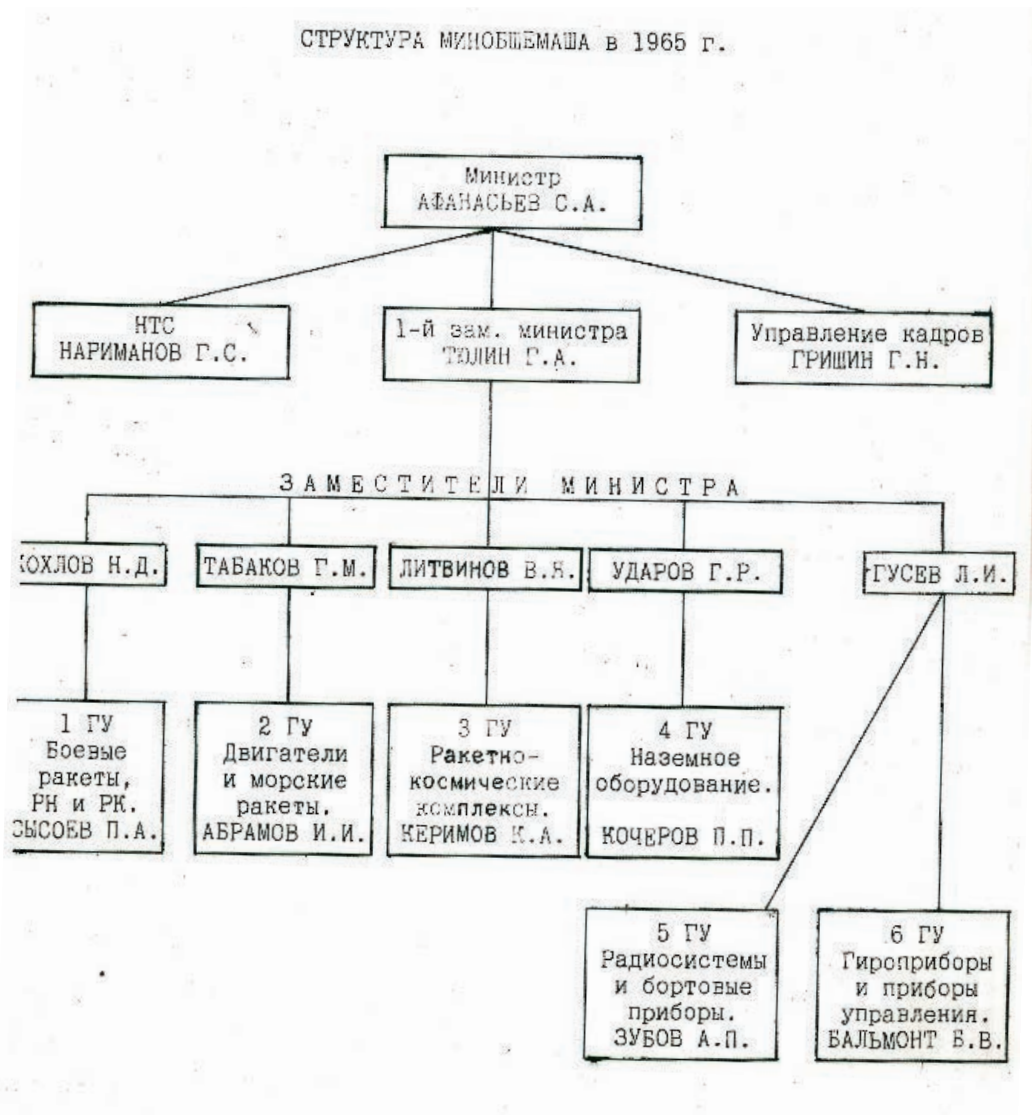 СТРУКТУРА МИНОБЩЕМАША в 1965 г.
Министр
АФАНАСЬЕВ С.А.
НТС
НАРИМАНОВ Г.С.
1-й зам. министра
ТЮЛИН Г.А.
Управление кадров
ГРИШИН Г.Н.
ЗАМЕСТИТЕЛИ МИНИСТРА
ХОХЛОВ Н.Д.
ТАБАКОВ Г.М.
ЛИТВИНОВ В.Я.
УДАРОВ Г.Р.
ГУСЕВ Л.И.
1 ГУ
Боевые
ракеты,
РН и РК.
СЫСОЕВ П.А.
2 ГУ
Двигатели
и морские
ракеты.
АБРАМОВ И.И.
3 ГУ
Ракетно-
космические
комплексы.
КЕРИМОВ К.А.
4 ГУ
Наземное
оборудование.
КОЧЕРОВ П.П.
5 ГУ
Радиосистемы
и бортовые
приборы.
ЗУБОВ А.П.
6 ГУ
Гироприборы
и приборы
управления.
БАЛЬМОНТ Б.В.